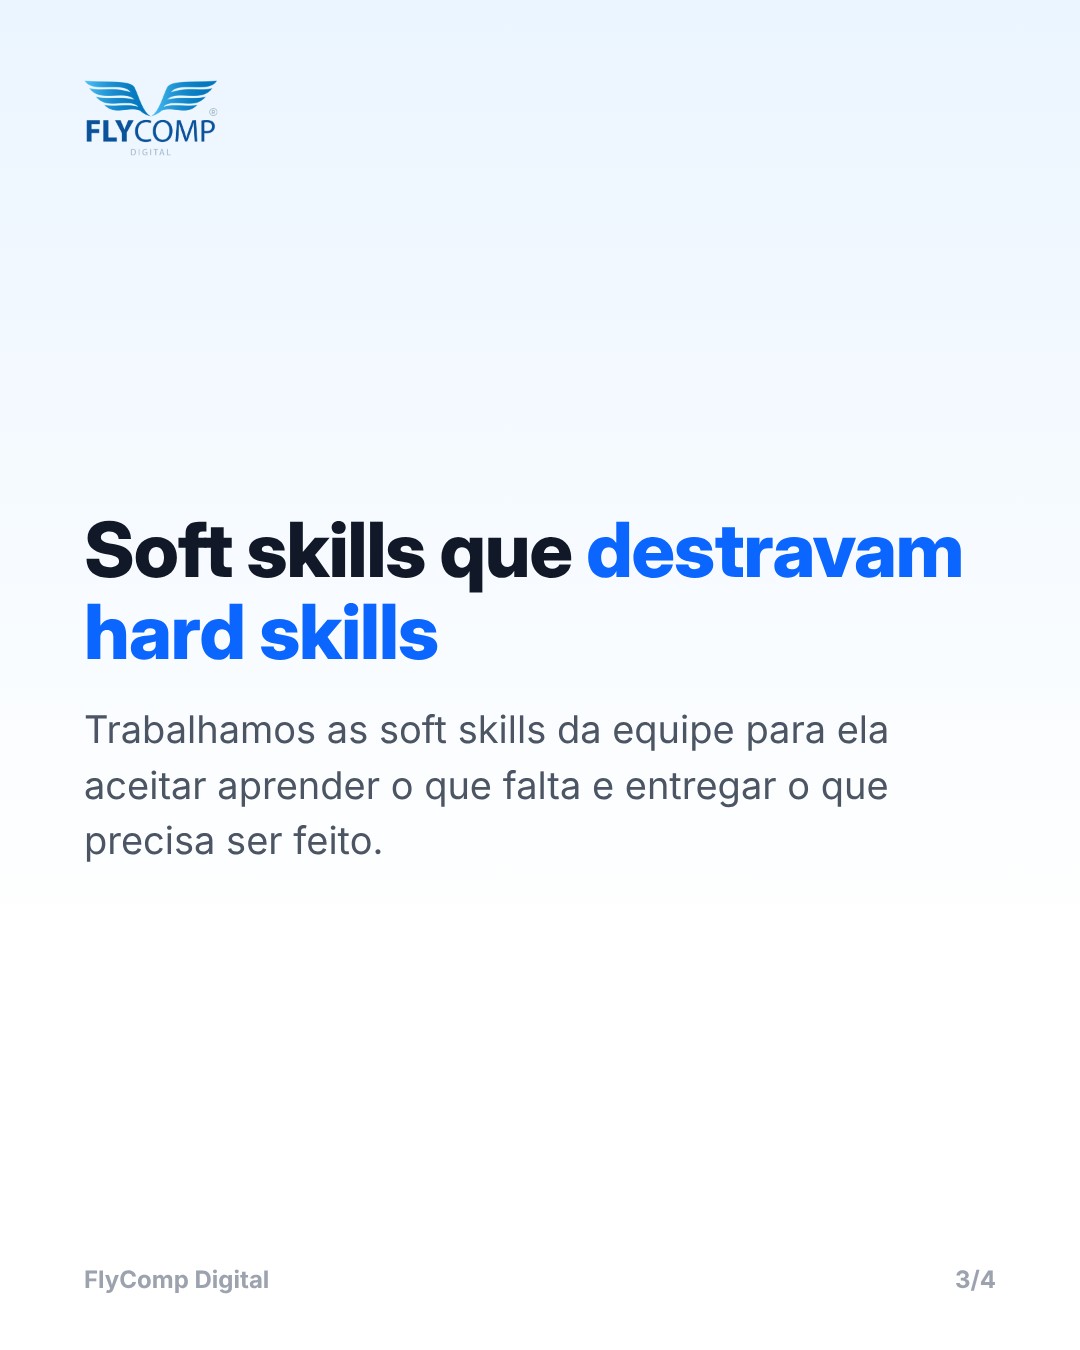 FLYCOMP
DIGITAL
Soft skills que destravam
hard skills
Trabalhamos as soft skills da equipe para ela
aceitar aprender o que falta e entregar o que
precisa ser feito.
FlyComp Digital
3/4